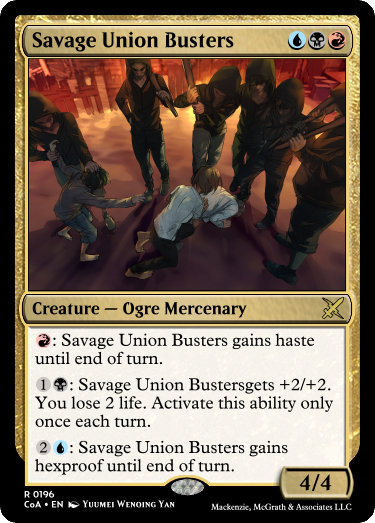 Savage Union Busters
Creature — Ogre Mercenary
: Savage Union Busters gains haste
until end of turn.
1 : Savage Union Bustersgets +2/+2.
You lose 2 life. Activate this ability only
once each turn.
2 : Savage Union Busters gains
hexproof until end of turn.
4/4
R 0196
CoA • EN Yuumei Wenqing Yan
Mackenzie, McGrath & Associates LLC